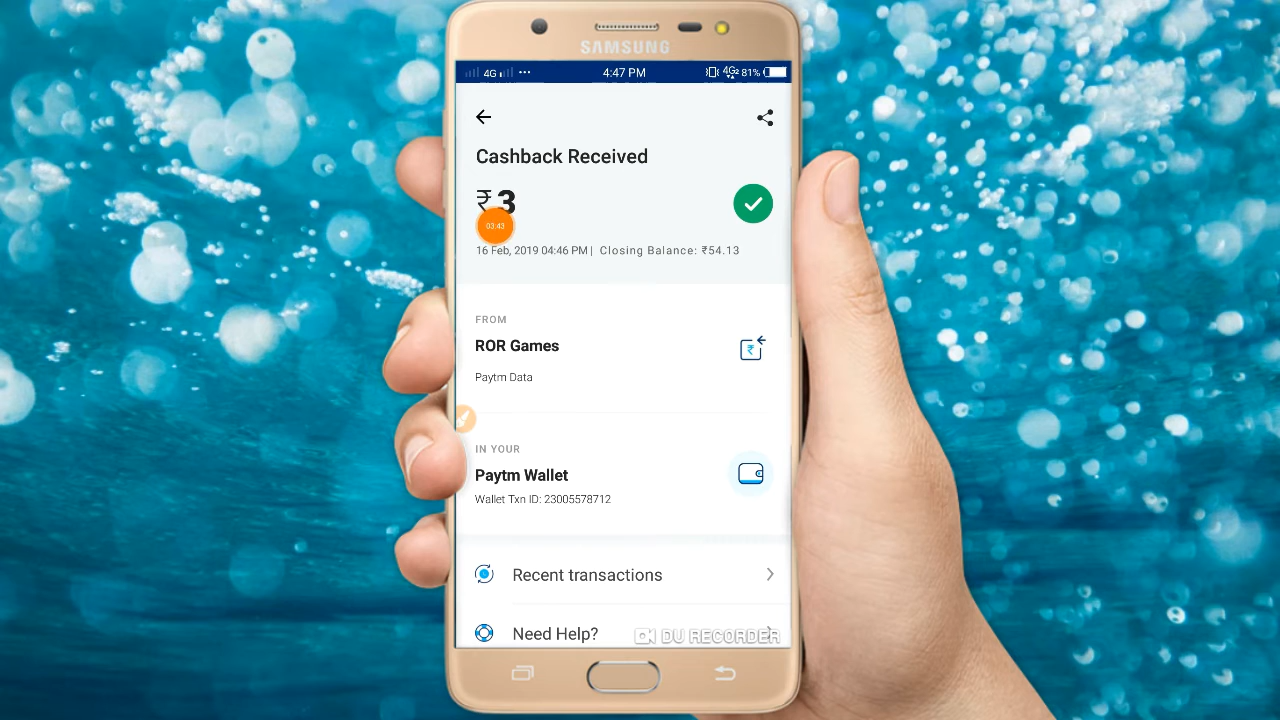 SAMSUNG
4G ... 4:47 PM 4G2 81%
Cashback Received
₹3
03:43
16 Feb, 2019 04:46 PM | Closing Balance: ₹54.13
FROM
ROR Games
Paytm Data
IN YOUR
Paytm Wallet
Wallet Txn ID: 23005578712
Recent transactions
Need Help?
DU RECORDER